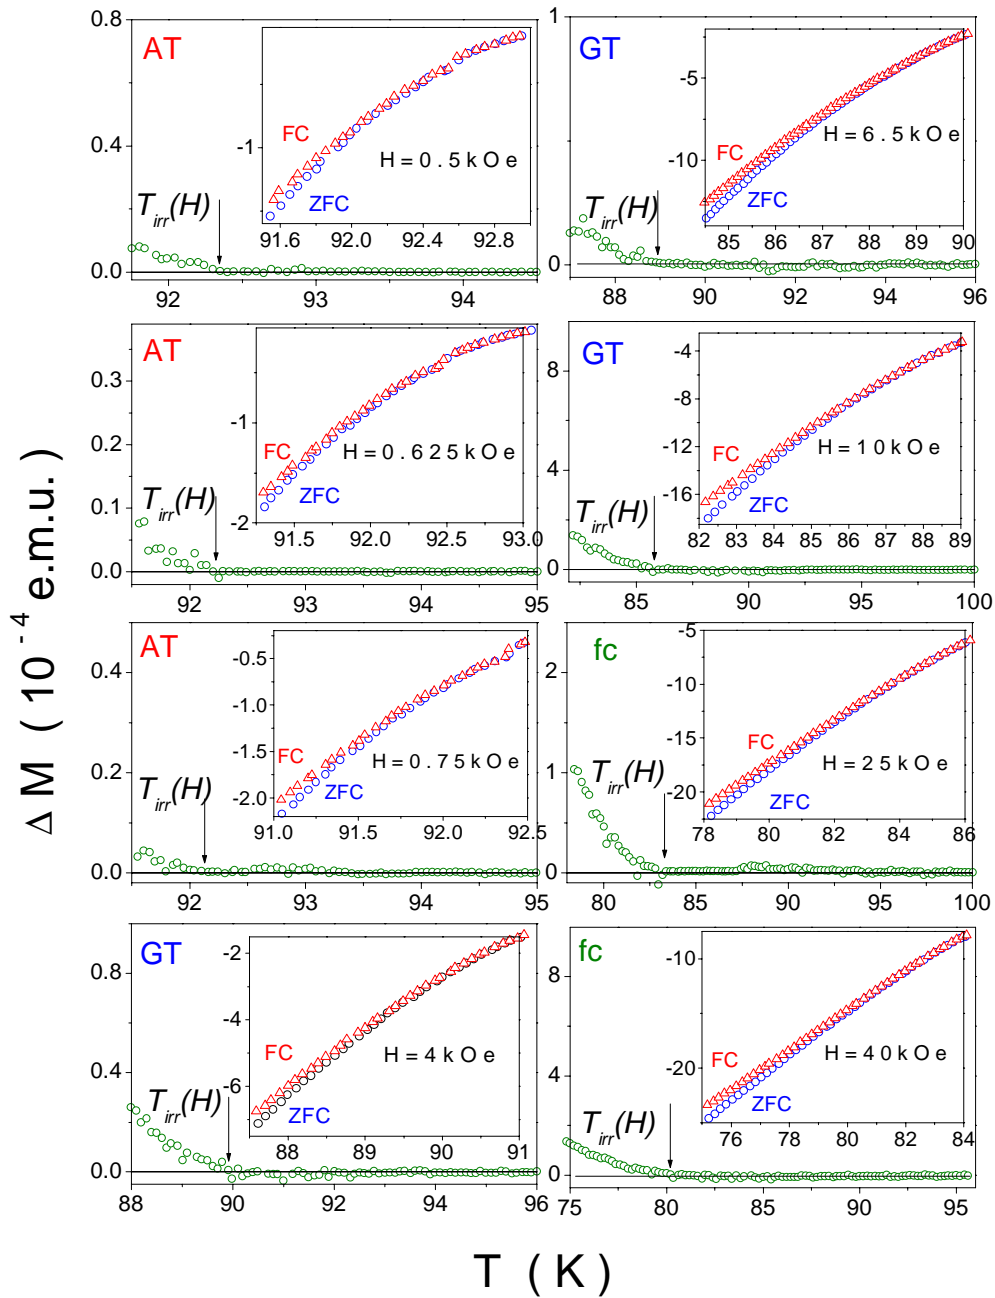 Δ M ( 10⁻⁴ e.m.u. )
AT
0.8
0.4
0.0
92
93
94
T_irr(H)
FC
ZFC
H = 0.5 k O e
-1
91.6
92.0
92.4
92.8
GT
1
0
88
90
92
94
96
T_irr(H)
FC
ZFC
H = 6.5 k O e
-5
-10
85
86
87
88
89
90
AT
0.3
0.2
0.1
0.0
92
93
94
95
T_irr(H)
FC
ZFC
H = 0.625 k O e
-1
-2
91.5
92.0
92.5
93.0
GT
8
4
0
85
90
95
100
T_irr(H)
FC
ZFC
H = 10 k O e
-4
-8
-12
-16
82
83
84
85
86
87
88
89
AT
0.4
0.2
0.0
92
93
94
95
T_irr(H)
FC
ZFC
H = 0.75 k O e
-0.5
-1.0
-1.5
-2.0
91.0
91.5
92.0
92.5
fc
2
1
0
80
85
90
95
100
T_irr(H)
FC
ZFC
H = 25 k O e
-5
-10
-15
-20
78
80
82
84
86
GT
0.8
0.4
0.0
88
90
92
94
96
T_irr(H)
FC
ZFC
H = 4 k O e
-2
-4
-6
88
89
90
91
fc
8
4
0
75
80
85
90
95
T_irr(H)
FC
ZFC
H = 40 k O e
-10
-20
76
78
80
82
84
T ( K )